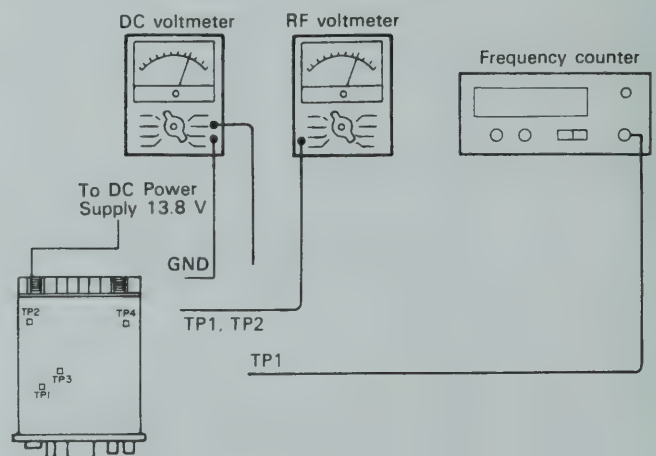 DC voltmeter
RF voltmeter
Frequency counter
To DC Power
Supply 13.8 V
GND
TP2
TP4
TP1, TP2
TP1
TP3
TP1